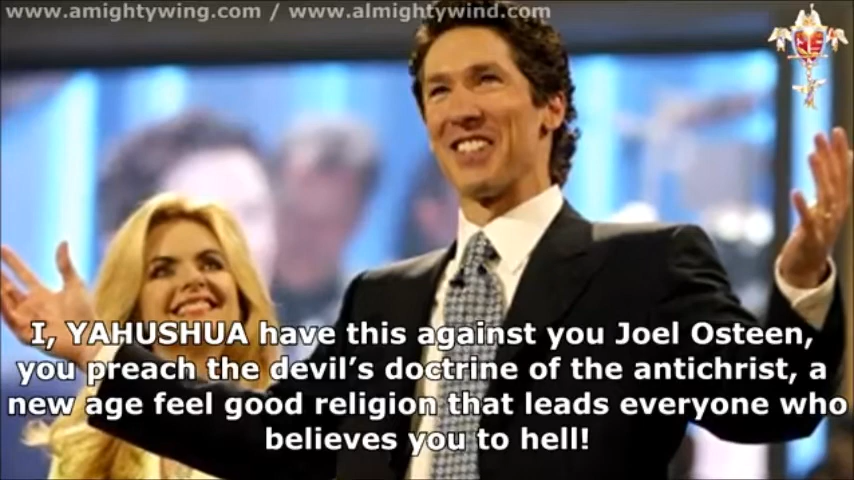 www.amightywing.com / www.almightywind.com
I, YAHUSHUA have this against you Joel Osteen,
you preach the devil's doctrine of the antichrist, a
new age feel good religion that leads everyone who
believes you to hell!